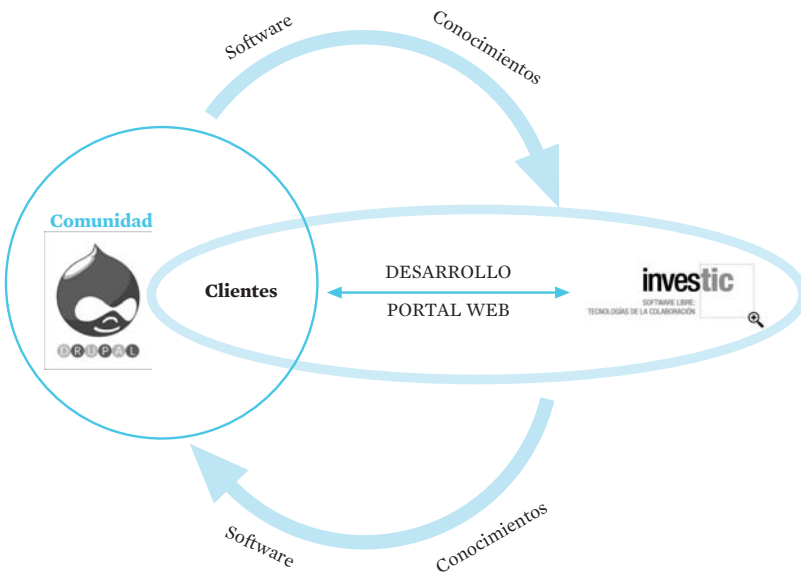 Software
Conocimientos
Comunidad
DRUPAL
Clientes
DESARROLLO
PORTAL WEB
investic
SOFTWARE LIBRE:
TECNOLOGÍAS DE LA COLABORACIÓN
Software
Conocimientos